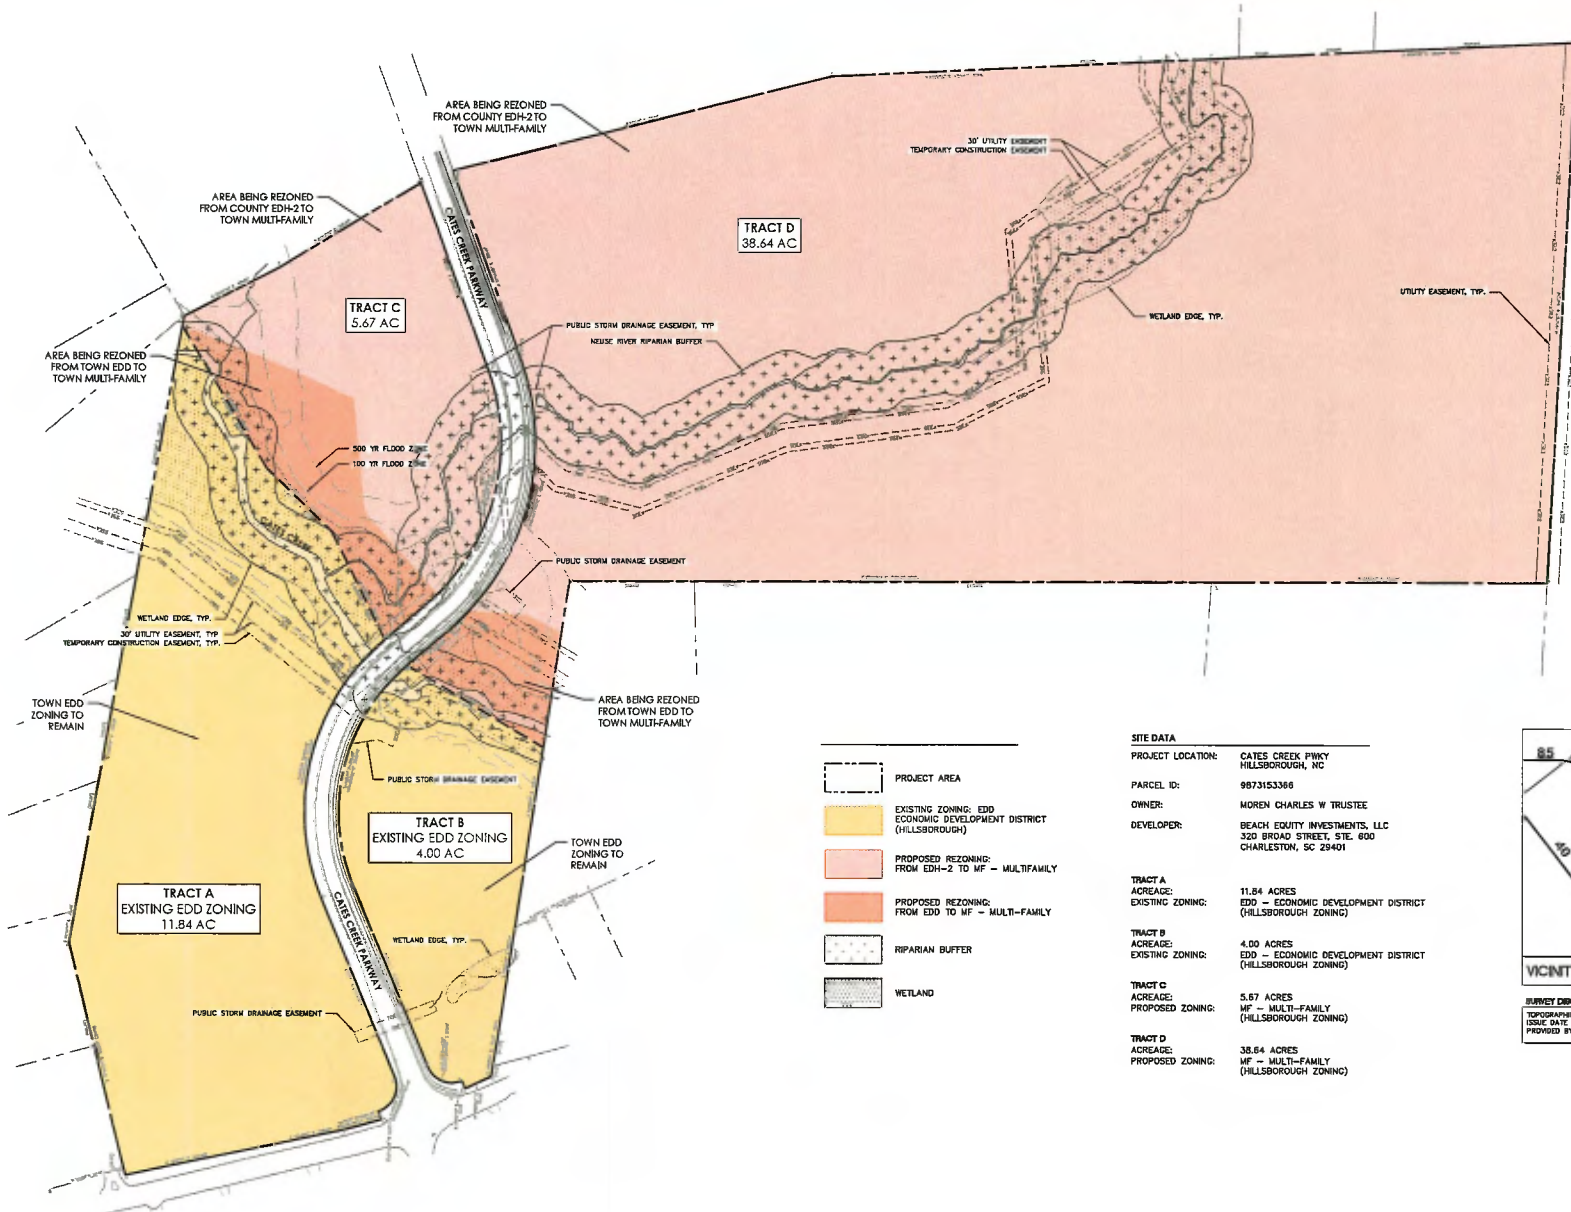 AREA BEING REZONED
FROM COUNTY EDH-2 TO
TOWN MULTI-FAMILY
AREA BEING REZONED
FROM COUNTY EDH-2 TO
TOWN MULTI-FAMILY
30' UTILITY EASEMENT
TEMPORARY CONSTRUCTION EASEMENT
CATES CREEK PARKWAY
TRACT D
38.64 AC
TRACT C
5.67 AC
UTILITY EASEMENT, TYP.
WETLAND EDGE, TYP.
PUBLIC STORM DRAINAGE EASEMENT, TYP
NEUSE RIVER RIPARIAN BUFFER
AREA BEING REZONED
FROM TOWN EDD TO
TOWN MULTI-FAMILY
500 YR FLOOD ZONE
100 YR FLOOD ZONE
CATES CREEK
PUBLIC STORM DRAINAGE EASEMENT
WETLAND EDGE, TYP.
30' UTILITY EASEMENT, TYP
TEMPORARY CONSTRUCTION EASEMENT, TYP.
TOWN EDD
ZONING TO
REMAIN
AREA BEING REZONED
FROM TOWN EDD TO
TOWN MULTI-FAMILY
PUBLIC STORM DRAINAGE EASEMENT
TRACT B
EXISTING EDD ZONING
4.00 AC
TOWN EDD
ZONING TO
REMAIN
TRACT A
EXISTING EDD ZONING
11.84 AC
CATES CREEK PARKWAY
WETLAND EDGE, TYP.
PUBLIC STORM DRAINAGE EASEMENT
PROJECT AREA
EXISTING ZONING: EDD
ECONOMIC DEVELOPMENT DISTRICT
(HILLSBOROUGH)
PROPOSED REZONING:
FROM EDH-2 TO MF - MULTIFAMILY
PROPOSED REZONING:
FROM EDD TO MF - MULTI-FAMILY
RIPARIAN BUFFER
WETLAND
SITE DATA
PROJECT LOCATION: CATES CREEK PWKY
HILLSBOROUGH, NC
PARCEL ID: 9873153366
OWNER: MOREN CHARLES W TRUSTEE
DEVELOPER: BEACH EQUITY INVESTMENTS, LLC
320 BROAD STREET, STE. 600
CHARLESTON, SC 29401
TRACT A
ACREAGE: 11.84 ACRES
EXISTING ZONING: EDD - ECONOMIC DEVELOPMENT DISTRICT
(HILLSBOROUGH ZONING)
TRACT B
ACREAGE: 4.00 ACRES
EXISTING ZONING: EDD - ECONOMIC DEVELOPMENT DISTRICT
(HILLSBOROUGH ZONING)
TRACT C
ACREAGE: 5.67 ACRES
PROPOSED ZONING: MF - MULTI-FAMILY
(HILLSBOROUGH ZONING)
TRACT D
ACREAGE: 38.64 ACRES
PROPOSED ZONING: MF - MULTI-FAMILY
(HILLSBOROUGH ZONING)
85
40
VICINIT
SURVEY
TOPOGRAPHI
ISSUE DATE
PROVIDED BY